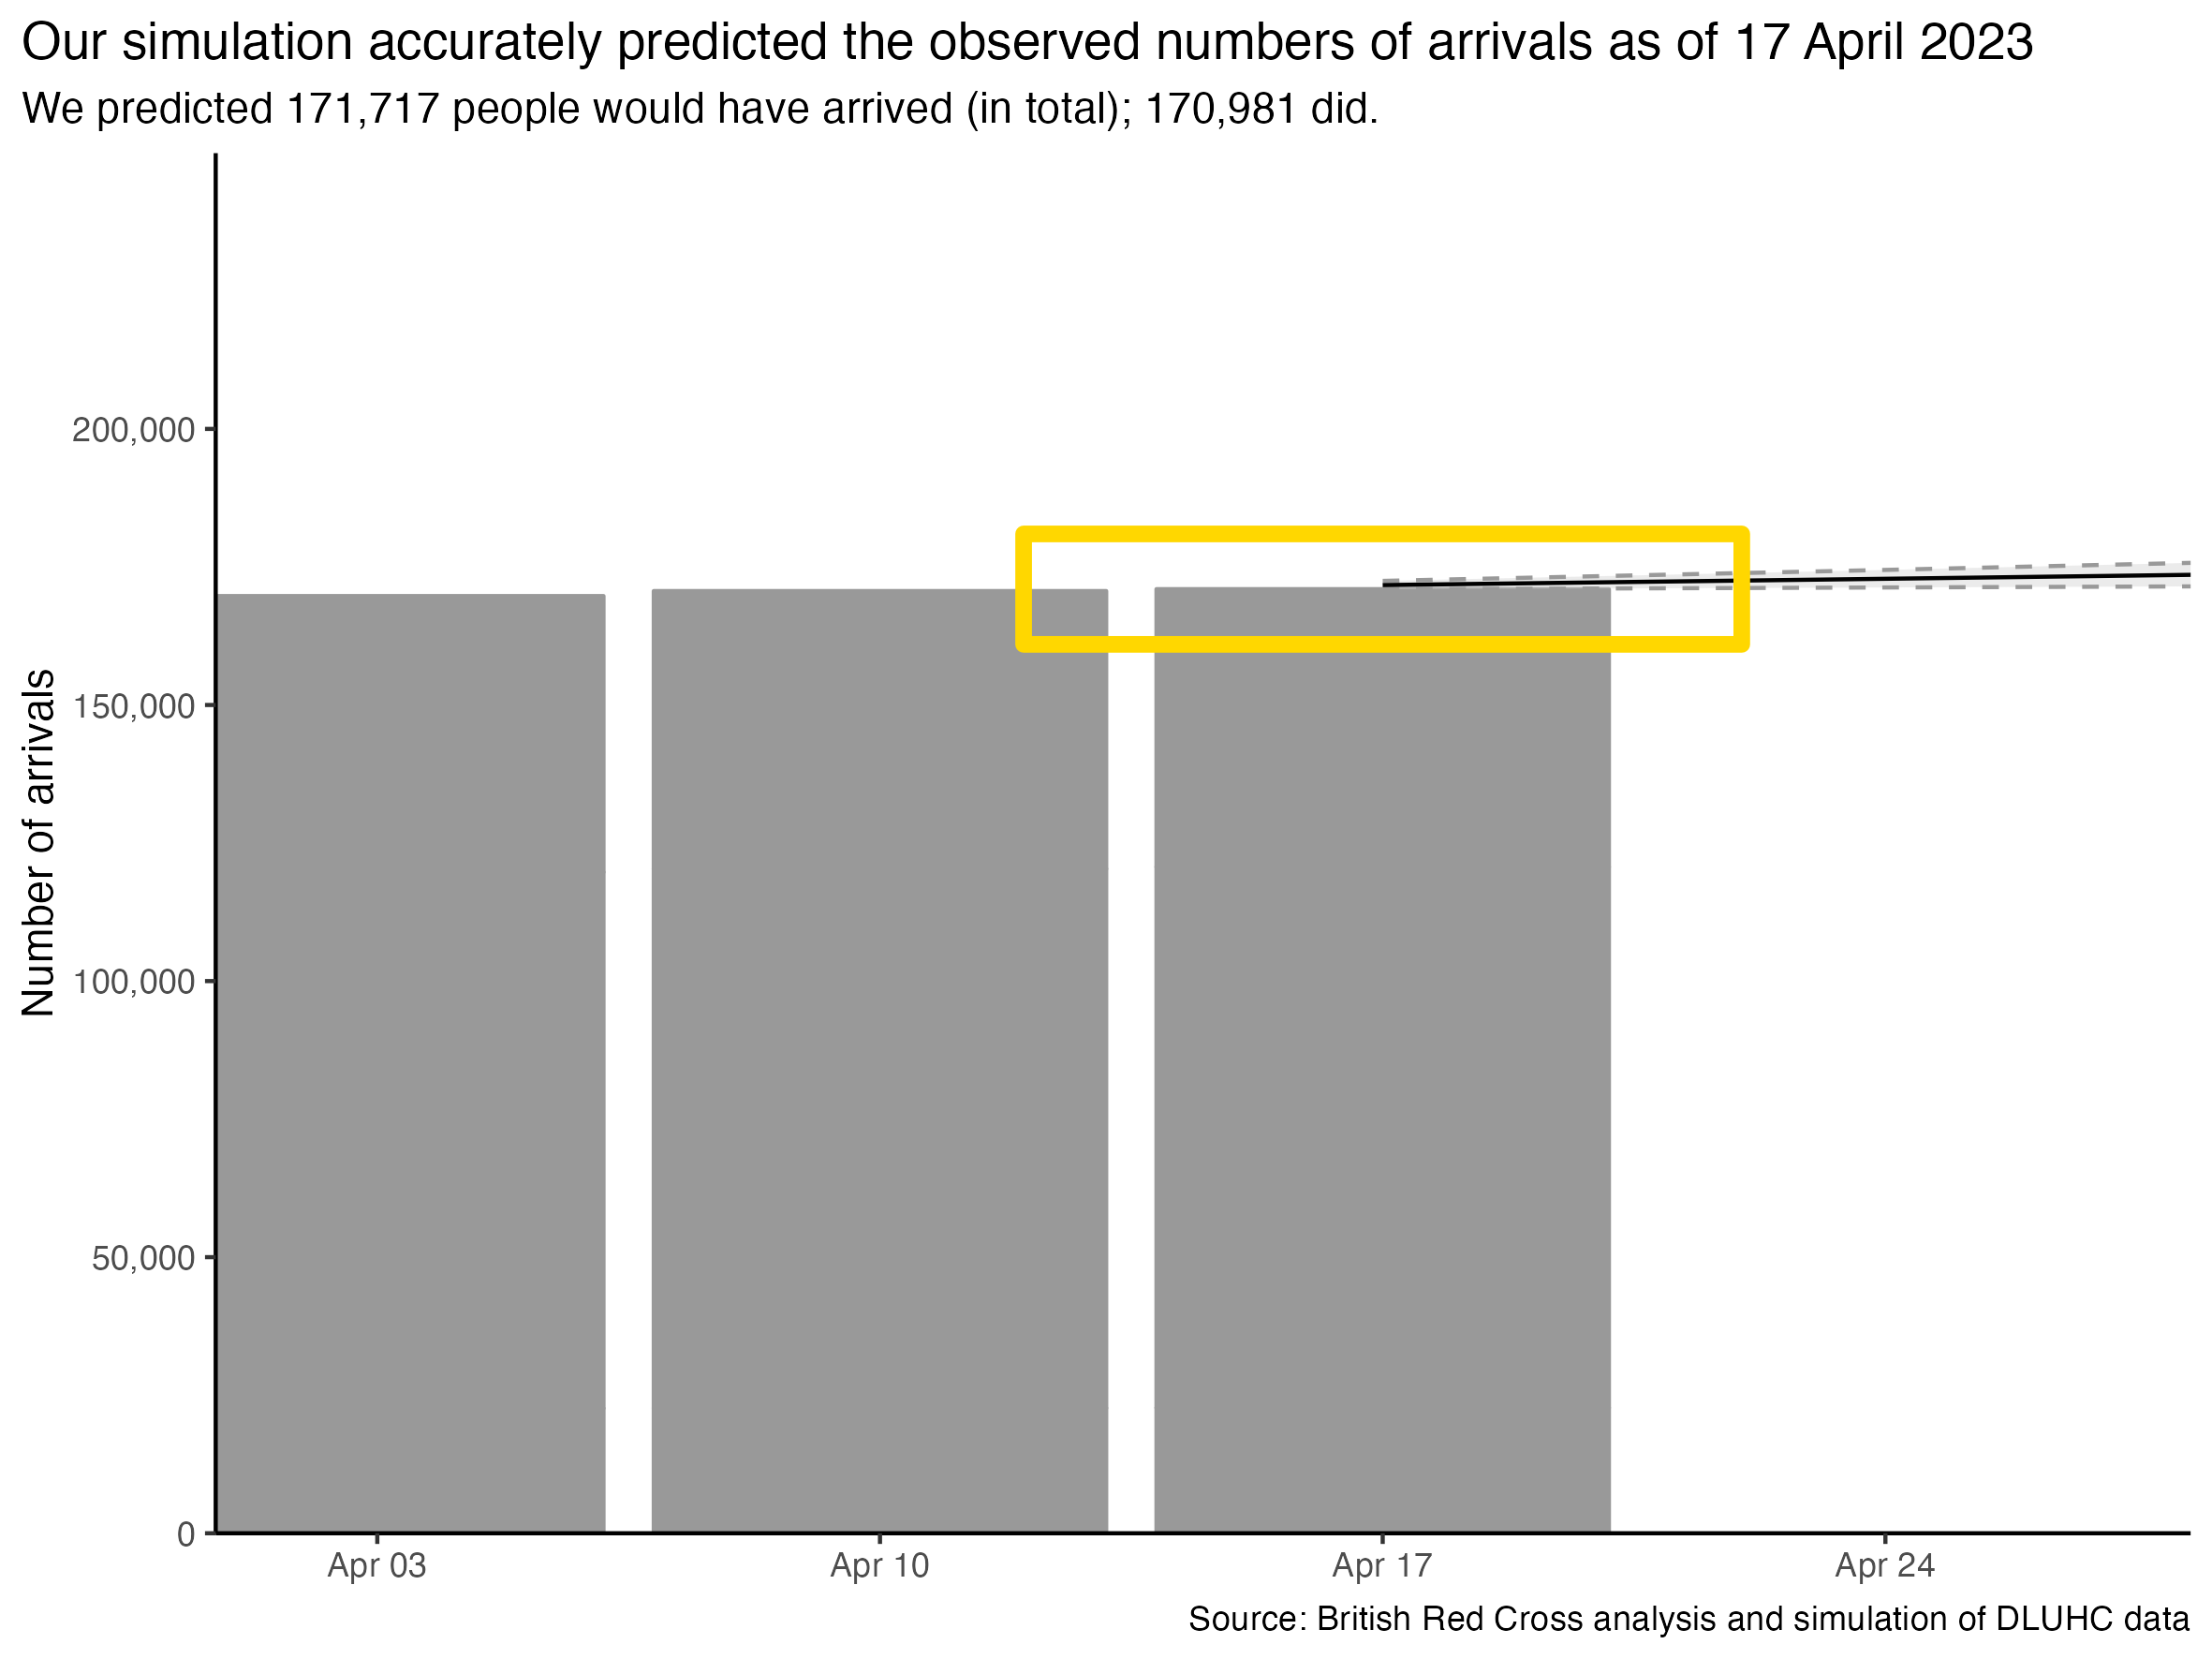 Our simulation accurately predicted the observed numbers of arrivals as of 17 April 2023
We predicted 171,717 people would have arrived (in total); 170,981 did.
Number of arrivals
200,000
150,000
100,000
50,000
0
Apr 03
Apr 10
Apr 17
Apr 24
Source: British Red Cross analysis and simulation of DLUHC data